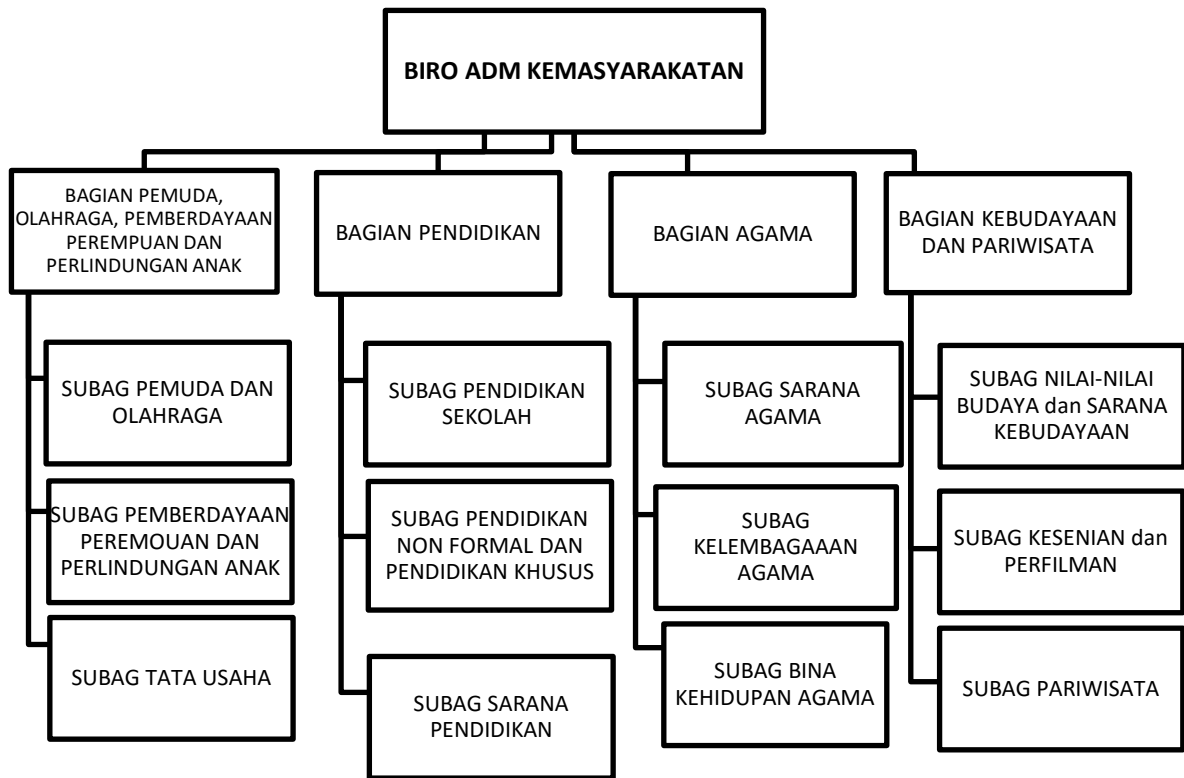 BIRO ADM KEMASYARAKATAN
BAGIAN PEMUDA,
OLAHRAGA, PEMBERDAYAAN
PEREMPUAN DAN
PERLINDUNGAN ANAK
BAGIAN PENDIDIKAN
BAGIAN AGAMA
BAGIAN KEBUDAYAAN
DAN PARIWISATA
SUBAG PEMUDA DAN
OLAHRAGA
SUBAG PENDIDIKAN
SEKOLAH
SUBAG SARANA
AGAMA
SUBAG NILAI-NILAI
BUDAYA dan SARANA
KEBUDAYAAN
SUBAG PEMBERDAYAAN
PEREMOUAN DAN
PERLINDUNGAN ANAK
SUBAG PENDIDIKAN
NON FORMAL DAN
PENDIDIKAN KHUSUS
SUBAG
KELEMBAGAAAN
AGAMA
SUBAG KESENIAN dan
PERFILMAN
SUBAG TATA USAHA
SUBAG SARANA
PENDIDIKAN
SUBAG BINA
KEHIDUPAN AGAMA
SUBAG PARIWISATA